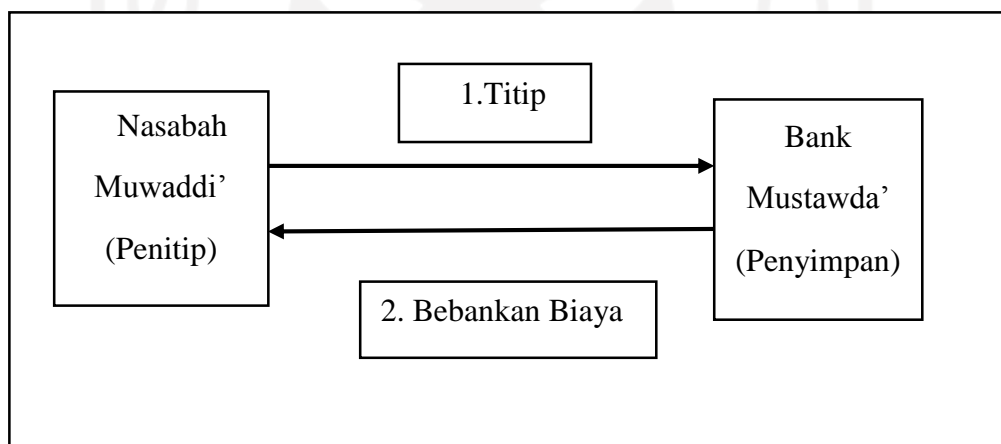 1.Titip
Nasabah
Muwaddi’
(Penitip)
Bank
Mustawda’
(Penyimpan)
2. Bebankan Biaya